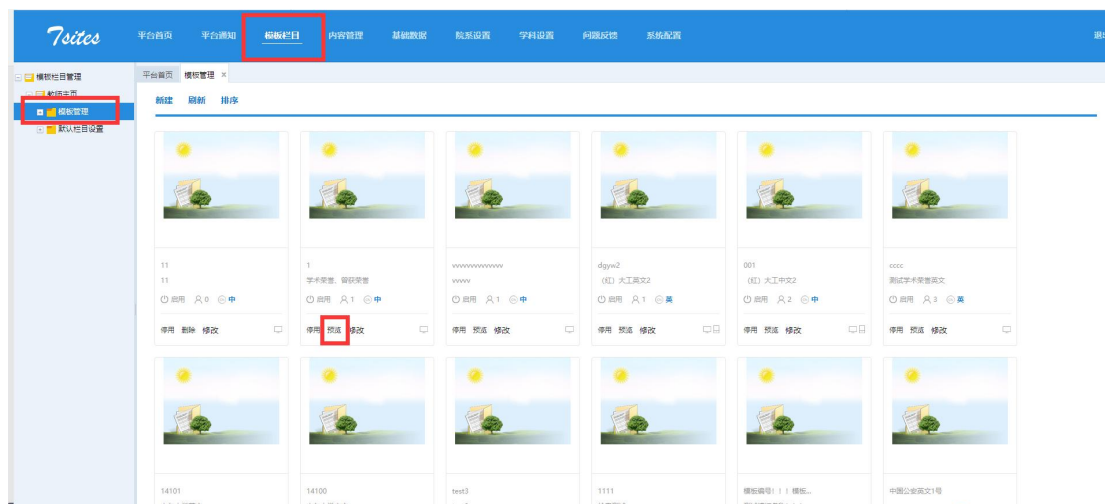 Tsites 平台首页 平台通知 模板栏目 内容管理 基础数据 院系设置 学科设置 问题反馈 系统配置
模板栏目管理 平台首页 模板管理 ×
教师主页
模板管理
默认栏目设置
新建 刷新 排序
11 1 vvvvvvvvvvvvv dgyw2 001 cccc
11 学术荣誉、曾获荣誉 vvvvv (红) 大工英文2 (红) 大工中文2 测试学术荣誉英文
启用 0 中 启用 1 中 启用 1 中 启用 1 英 启用 2 中 启用 3 英
停用 删除 修改 停用 预览 修改 停用 预览 修改 停用 预览 修改 停用 预览 修改 停用 预览 修改
14101 14100 test3 1111 模板编号!!!模板... 中国公安英文1号